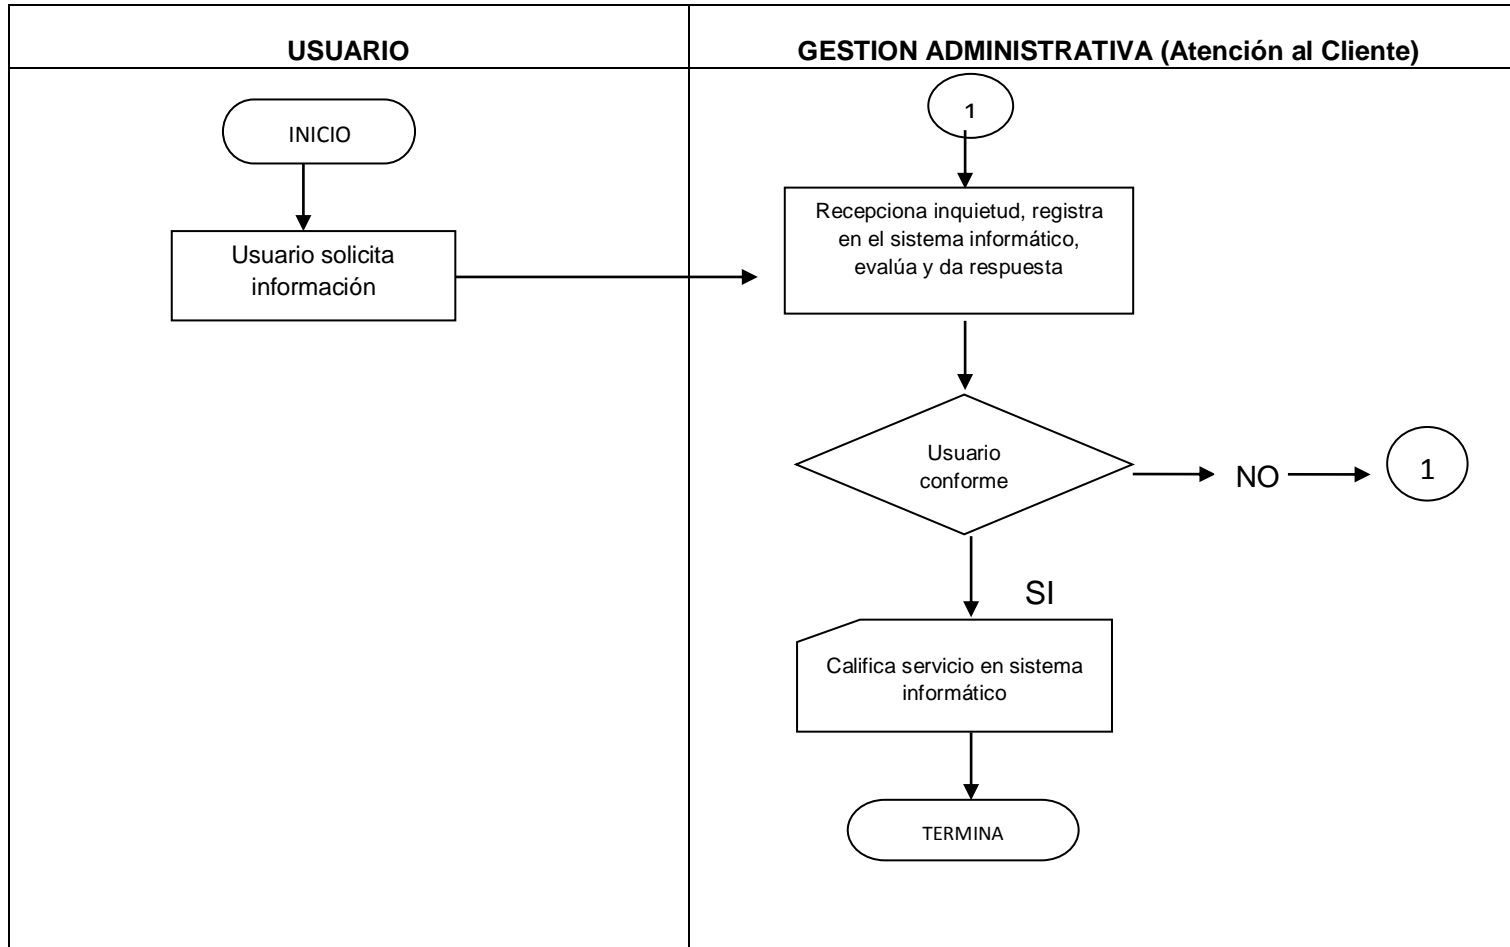 USUARIO
GESTION ADMINISTRATIVA (Atención al Cliente)
INICIO
Usuario solicita
información
1
Recepciona inquietud, registra
en el sistema informático,
evalúa y da respuesta
Usuario
conforme
NO
1
SI
Califica servicio en sistema
informático
TERMINA